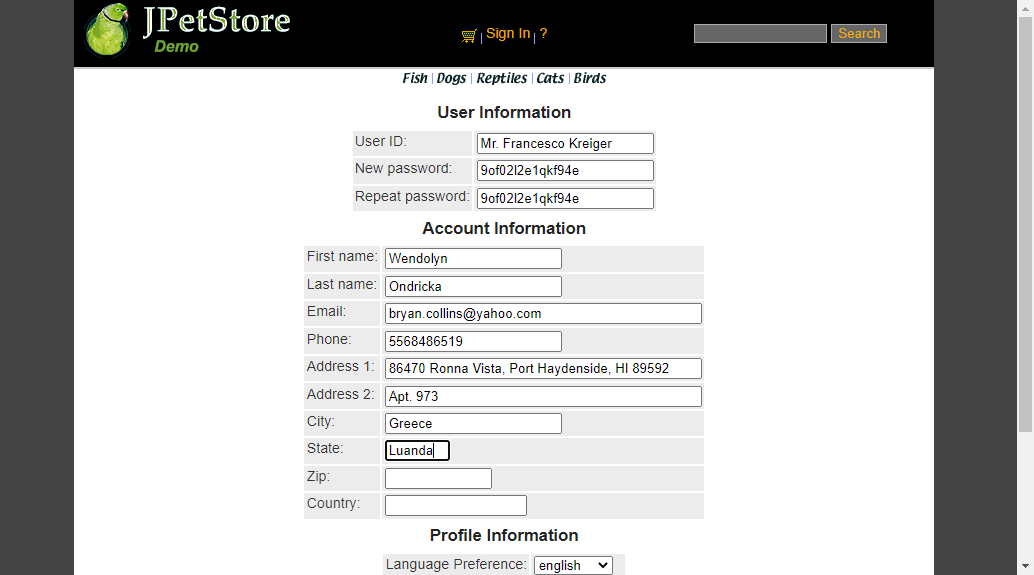 JPetStore
Demo
Sign In ?
Search
Fish Dogs Reptiles Cats Birds
User Information
User ID: Mr. Francesco Kreiger
New password: 9of02l2e1qkf94e
Repeat password: 9of02l2e1qkf94e
Account Information
First name: Wendolyn
Last name: Ondricka
Email: bryan.collins@yahoo.com
Phone: 5568486519
Address 1: 86470 Ronna Vista, Port Haydenside, HI 89592
Address 2: Apt. 973
City: Greece
State: Luanda
Zip:
Country:
Profile Information
Language Preference: english